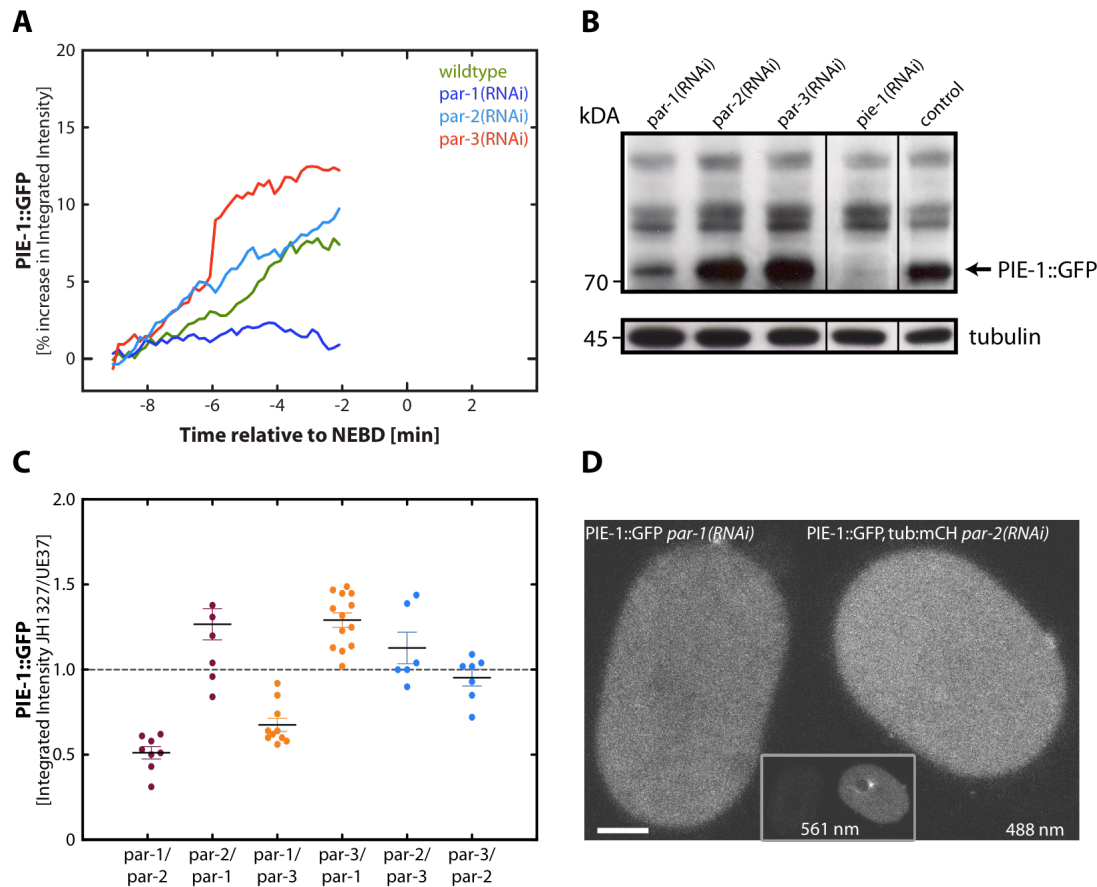 A
20
15
10
5
0
PIE-1::GFP
[% increase in Integrated Intensity]
wildtype
par-1(RNAi)
par-2(RNAi)
par-3(RNAi)
-8 -6 -4 -2 0 2
Time relative to NEBD [min]
B
kDA
par-1(RNAi)
par-2(RNAi)
par-3(RNAi)
pie-1(RNAi)
control
70
PIE-1::GFP
45
tubulin
C
2.0
1.5
1.0
0.5
0
PIE-1::GFP
[Integrated Intensity JH1327/UE37]
par-1/ par-2/ par-1/ par-3/ par-2/ par-3/
par-2 par-1 par-3 par-1 par-3 par-2
D
PIE-1::GFP par-1(RNAi)
PIE-1::GFP, tub:mCH par-2(RNAi)
561 nm
488 nm